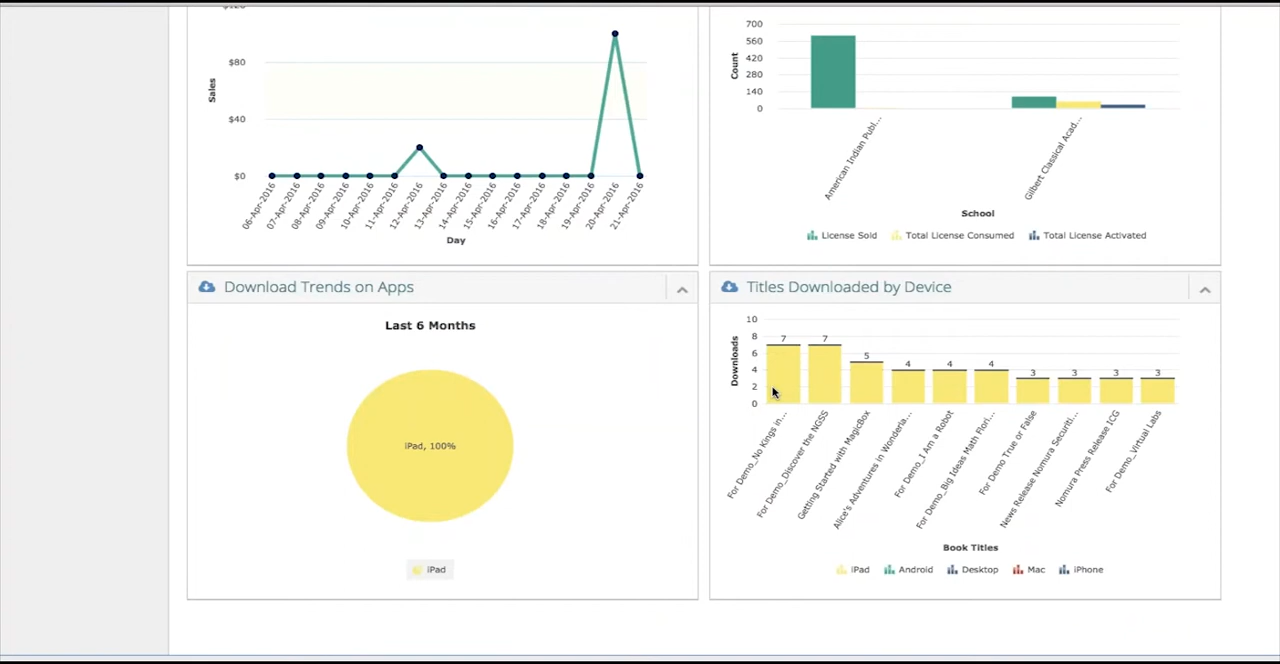 $120
$80
$40
$0
Sales
06-Apr-2016
07-Apr-2016
08-Apr-2016
09-Apr-2016
10-Apr-2016
11-Apr-2016
12-Apr-2016
13-Apr-2016
14-Apr-2016
15-Apr-2016
16-Apr-2016
17-Apr-2016
18-Apr-2016
19-Apr-2016
20-Apr-2016
21-Apr-2016
Day
700
560
420
280
140
0
Count
American Indian Publ...
Gilbert Classical Acad...
School
License Sold Total License Consumed Total License Activated
Download Trends on Apps
Last 6 Months
iPad, 100%
iPad
Titles Downloaded by Device
10
8
6
4
2
0
Downloads
7 7 5 4 4 4 3 3 3 3
For Demo_No Kings in...
For Demo_Discover the NGSS
Getting Started with MagicBox
Alice's Adventures in Wonderla...
For Demo_I Am a Robot
For Demo_Big Ideas Math Flori...
For Demo True or False
News Release Nomura Securiti...
Nomura Press Release ICG
For Demo_Virtual Labs
Book Titles
iPad Android Desktop Mac iPhone